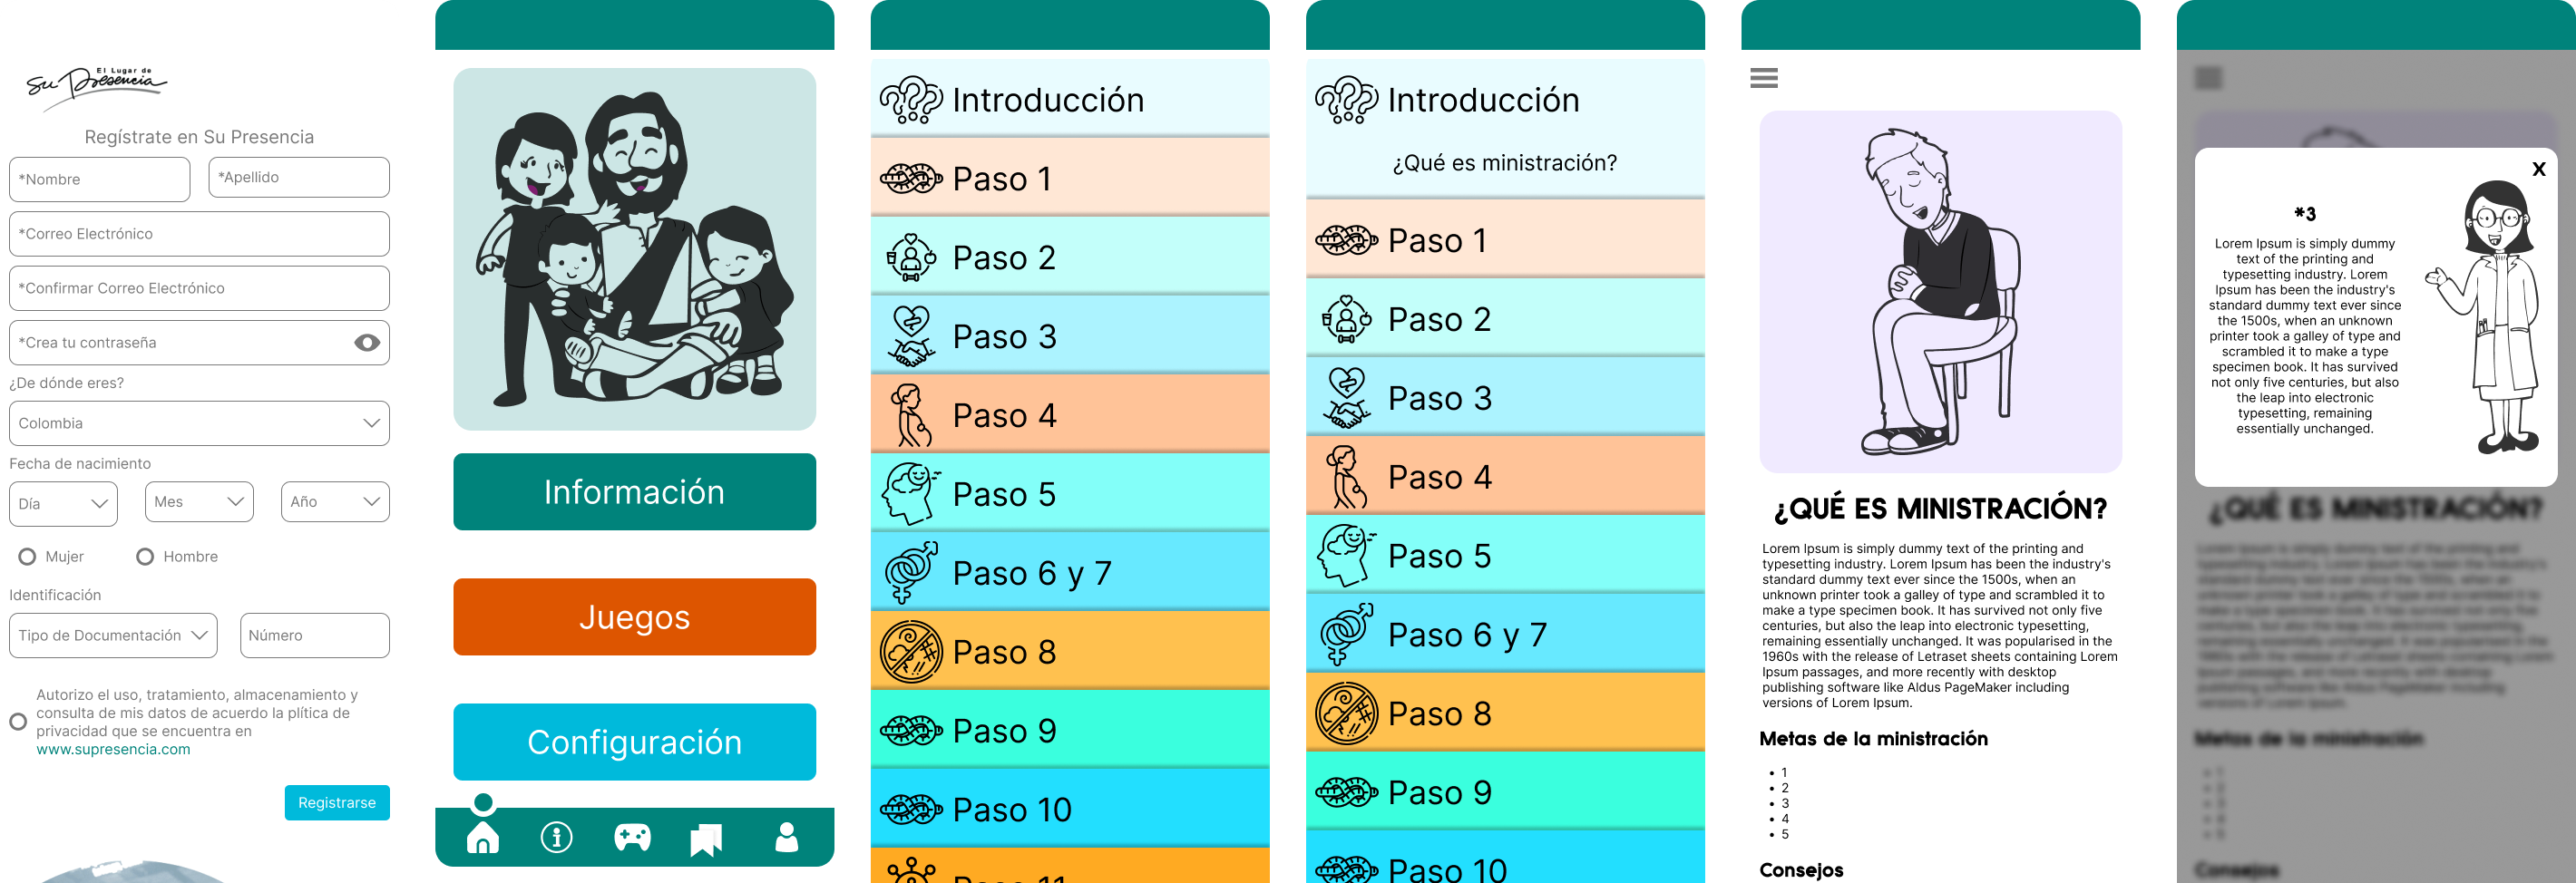 El Lugar de
Su Presencia
Regístrate en Su Presencia
*Nombre
*Apellido
*Correo Electrónico
*Confirmar Correo Electrónico
*Crea tu contraseña
¿De dónde eres?
Colombia
Fecha de nacimiento
Día
Mes
Año
Mujer
Hombre
Identificación
Tipo de Documentación
Número
Autorizo el uso, tratamiento, almacenamiento y
consulta de mis datos de acuerdo la plítica de
privacidad que se encuentra en
www.supresencia.com
Registrarse
Información
Juegos
Configuración
Introducción
Paso 1
Paso 2
Paso 3
Paso 4
Paso 5
Paso 6 y 7
Paso 8
Paso 9
Paso 10
Paso 11
Introducción
¿Qué es ministración?
Paso 1
Paso 2
Paso 3
Paso 4
Paso 5
Paso 6 y 7
Paso 8
Paso 9
Paso 10
¿QUÉ ES MINISTRACIÓN?
Lorem Ipsum is simply dummy text of the printing and
typesetting industry. Lorem Ipsum has been the industry's
standard dummy text ever since the 1500s, when an
unknown printer took a galley of type and scrambled it to
make a type specimen book. It has survived not only five
centuries, but also the leap into electronic typesetting,
remaining essentially unchanged. It was popularised in the
1960s with the release of Letraset sheets containing Lorem
Ipsum passages, and more recently with desktop
publishing software like Aldus PageMaker including
versions of Lorem Ipsum.
Metas de la ministración
• 1
• 2
• 3
• 4
• 5
Consejos
X
*3
Lorem Ipsum is simply dummy
text of the printing and
typesetting industry. Lorem
Ipsum has been the industry's
standard dummy text ever since
the 1500s, when an unknown
printer took a galley of type and
scrambled it to make a type
specimen book. It has survived
not only five centuries, but also
the leap into electronic
typesetting, remaining
essentially unchanged.
¿QUÉ ES MINISTRACIÓN?
Metas de la ministración
Consejos